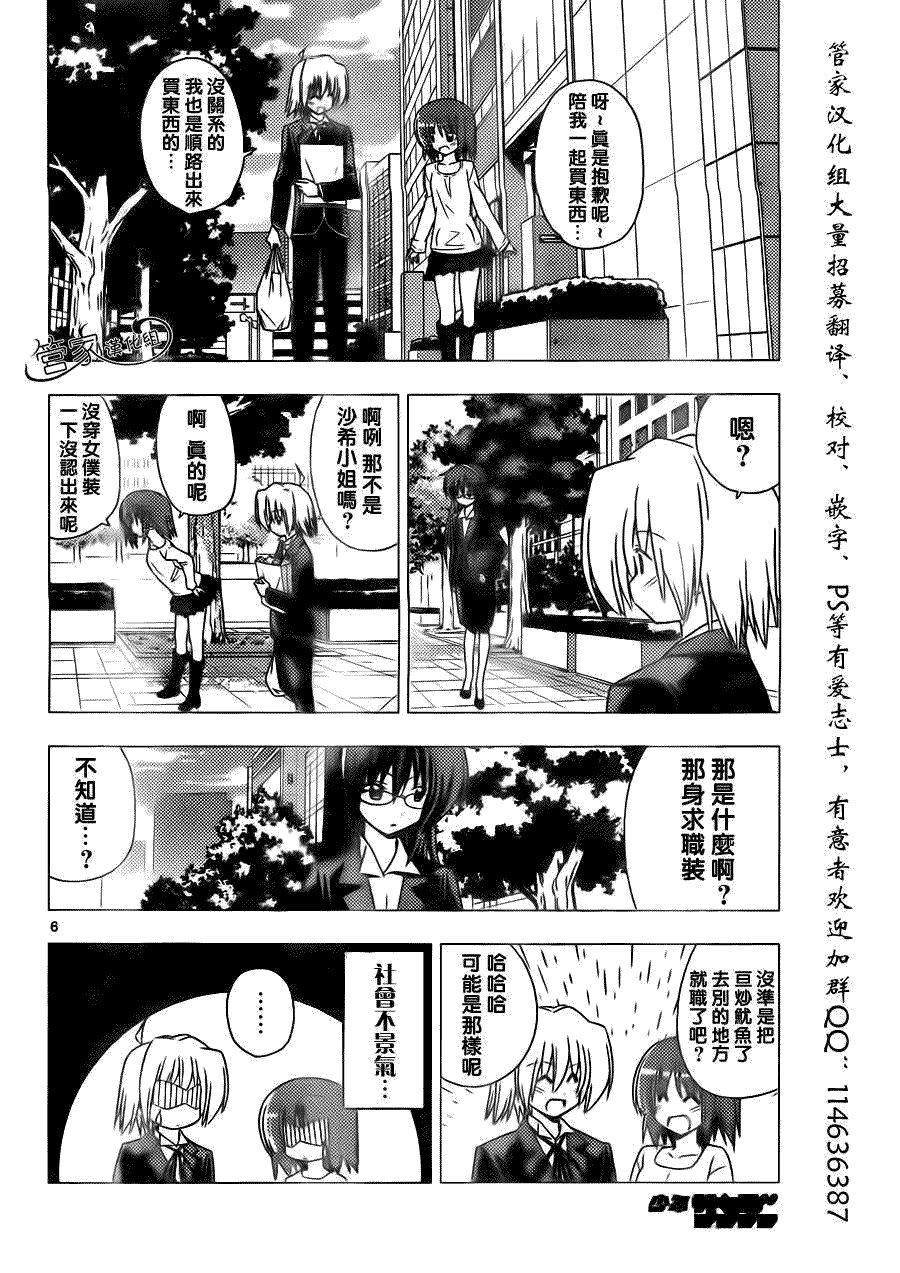 呀~真是抱歉呢~
陪我一起買東西…
沒關系的
我也是順路出來
買東西的…
管家
漢化組
嗯?
啊咧 那不是
沙希小姐嗎?
啊 真的呢
沒穿女僕裝
一下沒認出來呢
那是什麼啊?
那身求職裝
不知道…?
6
沒準是把
亘炒魷魚了
去別的地方
就職了吧?
哈哈哈
可能是那樣呢
社會不景氣…
……
少年サンデー
管家汉化组大量招募翻译、校对、嵌字、PS等有爱志士，有意者欢迎加群QQ：114636387